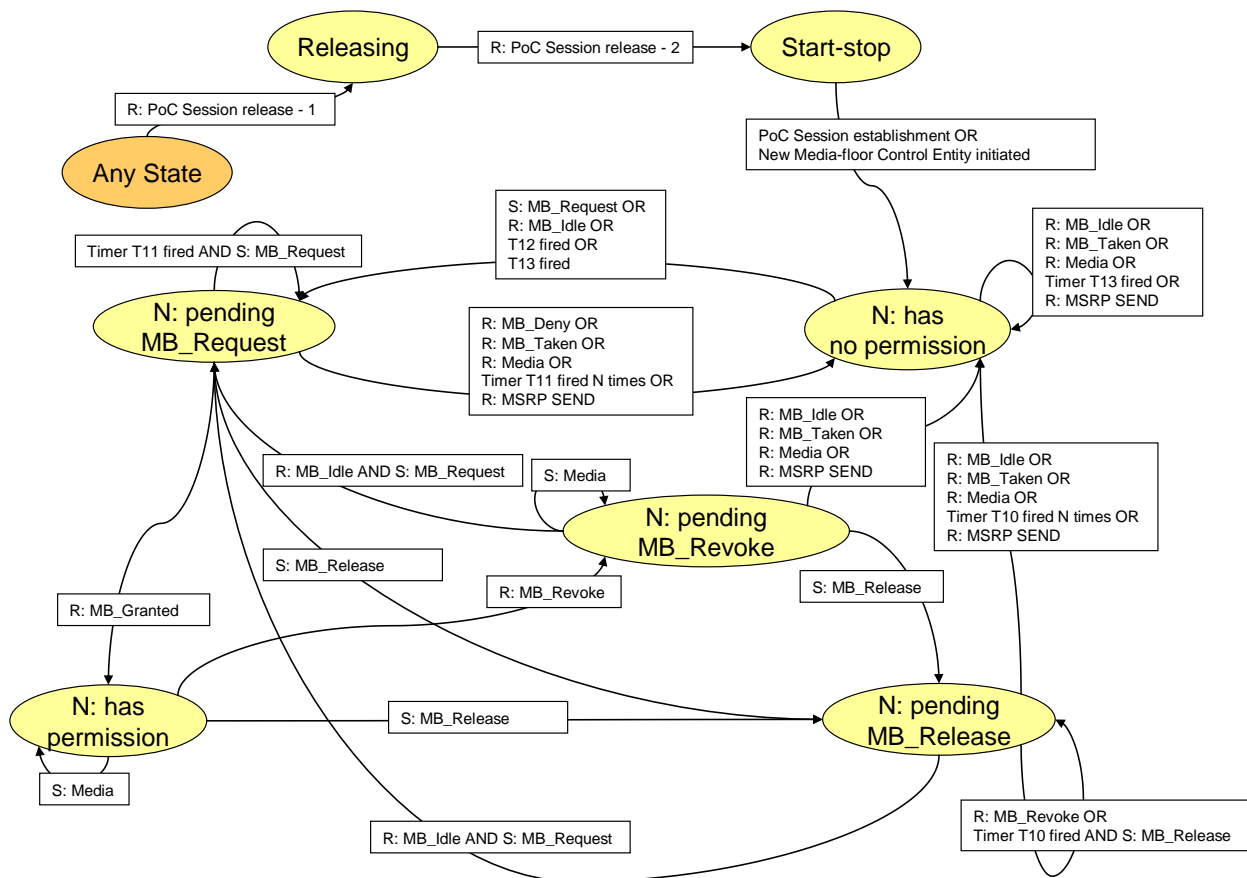 Releasing
R: PoC Session release - 2
Start-stop
R: PoC Session release - 1
Any State
PoC Session establishment OR
New Media-floor Control Entity initiated
S: MB_Request OR
R: MB_Idle OR
T12 fired OR
T13 fired
R: MB_Idle OR
R: MB_Taken OR
R: Media OR
Timer T13 fired OR
R: MSRP SEND
Timer T11 fired AND S: MB_Request
N: pending
MB_Request
N: has
no permission
R: MB_Deny OR
R: MB_Taken OR
R: Media OR
Timer T11 fired N times OR
R: MSRP SEND
R: MB_Idle OR
R: MB_Taken OR
R: Media OR
R: MSRP SEND
R: MB_Idle OR
R: MB_Taken OR
R: Media OR
Timer T10 fired N times OR
R: MSRP SEND
R: MB_Idle AND S: MB_Request
S: Media
N: pending
MB_Revoke
S: MB_Release
R: MB_Revoke
S: MB_Release
R: MB_Granted
N: has
permission
S: MB_Release
N: pending
MB_Release
S: Media
R: MB_Idle AND S: MB_Request
R: MB_Revoke OR
Timer T10 fired AND S: MB_Release